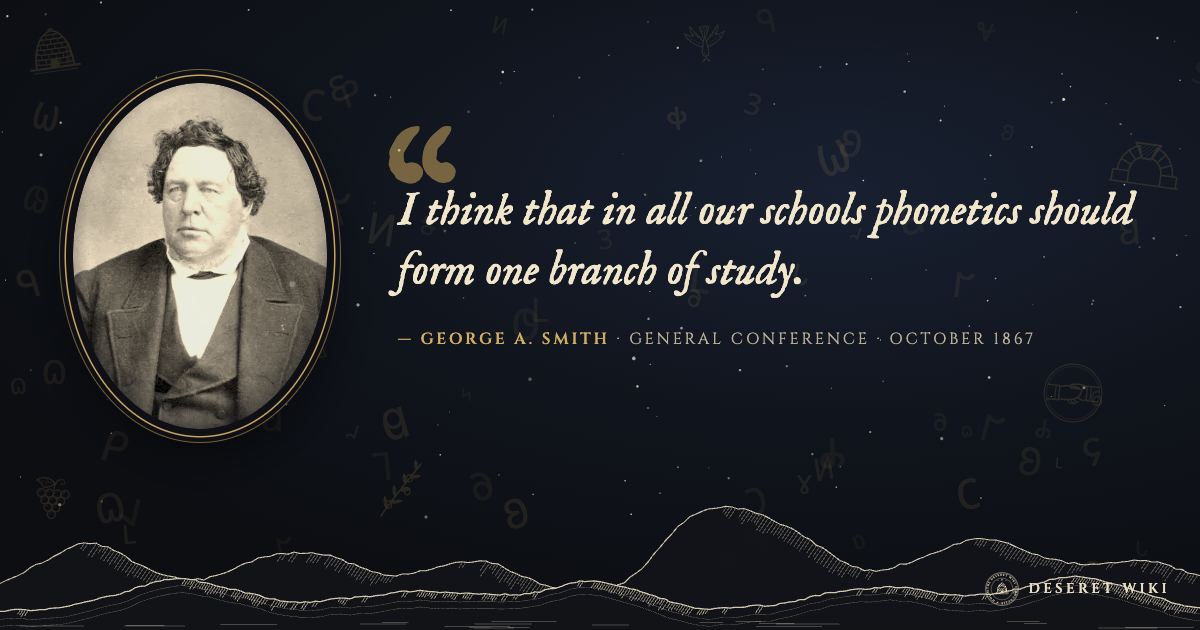 “
I think that in all our schools phonetics should
form one branch of study.
— GEORGE A. SMITH · GENERAL CONFERENCE · OCTOBER 1867
DESERET WIKI